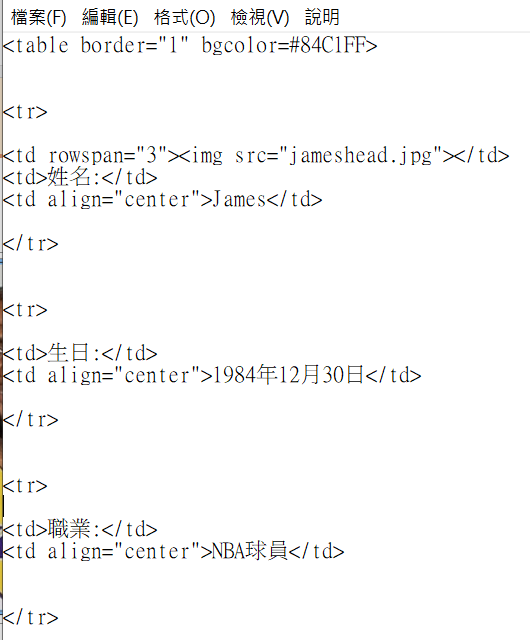 檔案(F) 編輯(E) 格式(O) 檢視(V) 說明
<table border="1" bgcolor=#84C1FF>
<tr>
<td rowspan="3"><img src="jameshead.jpg"></td>
<td>姓名:</td>
<td align="center">James</td>
</tr>
<tr>
<td>生日:</td>
<td align="center">1984年12月30日</td>
</tr>
<tr>
<td>職業:</td>
<td align="center">NBA球員</td>
</tr>